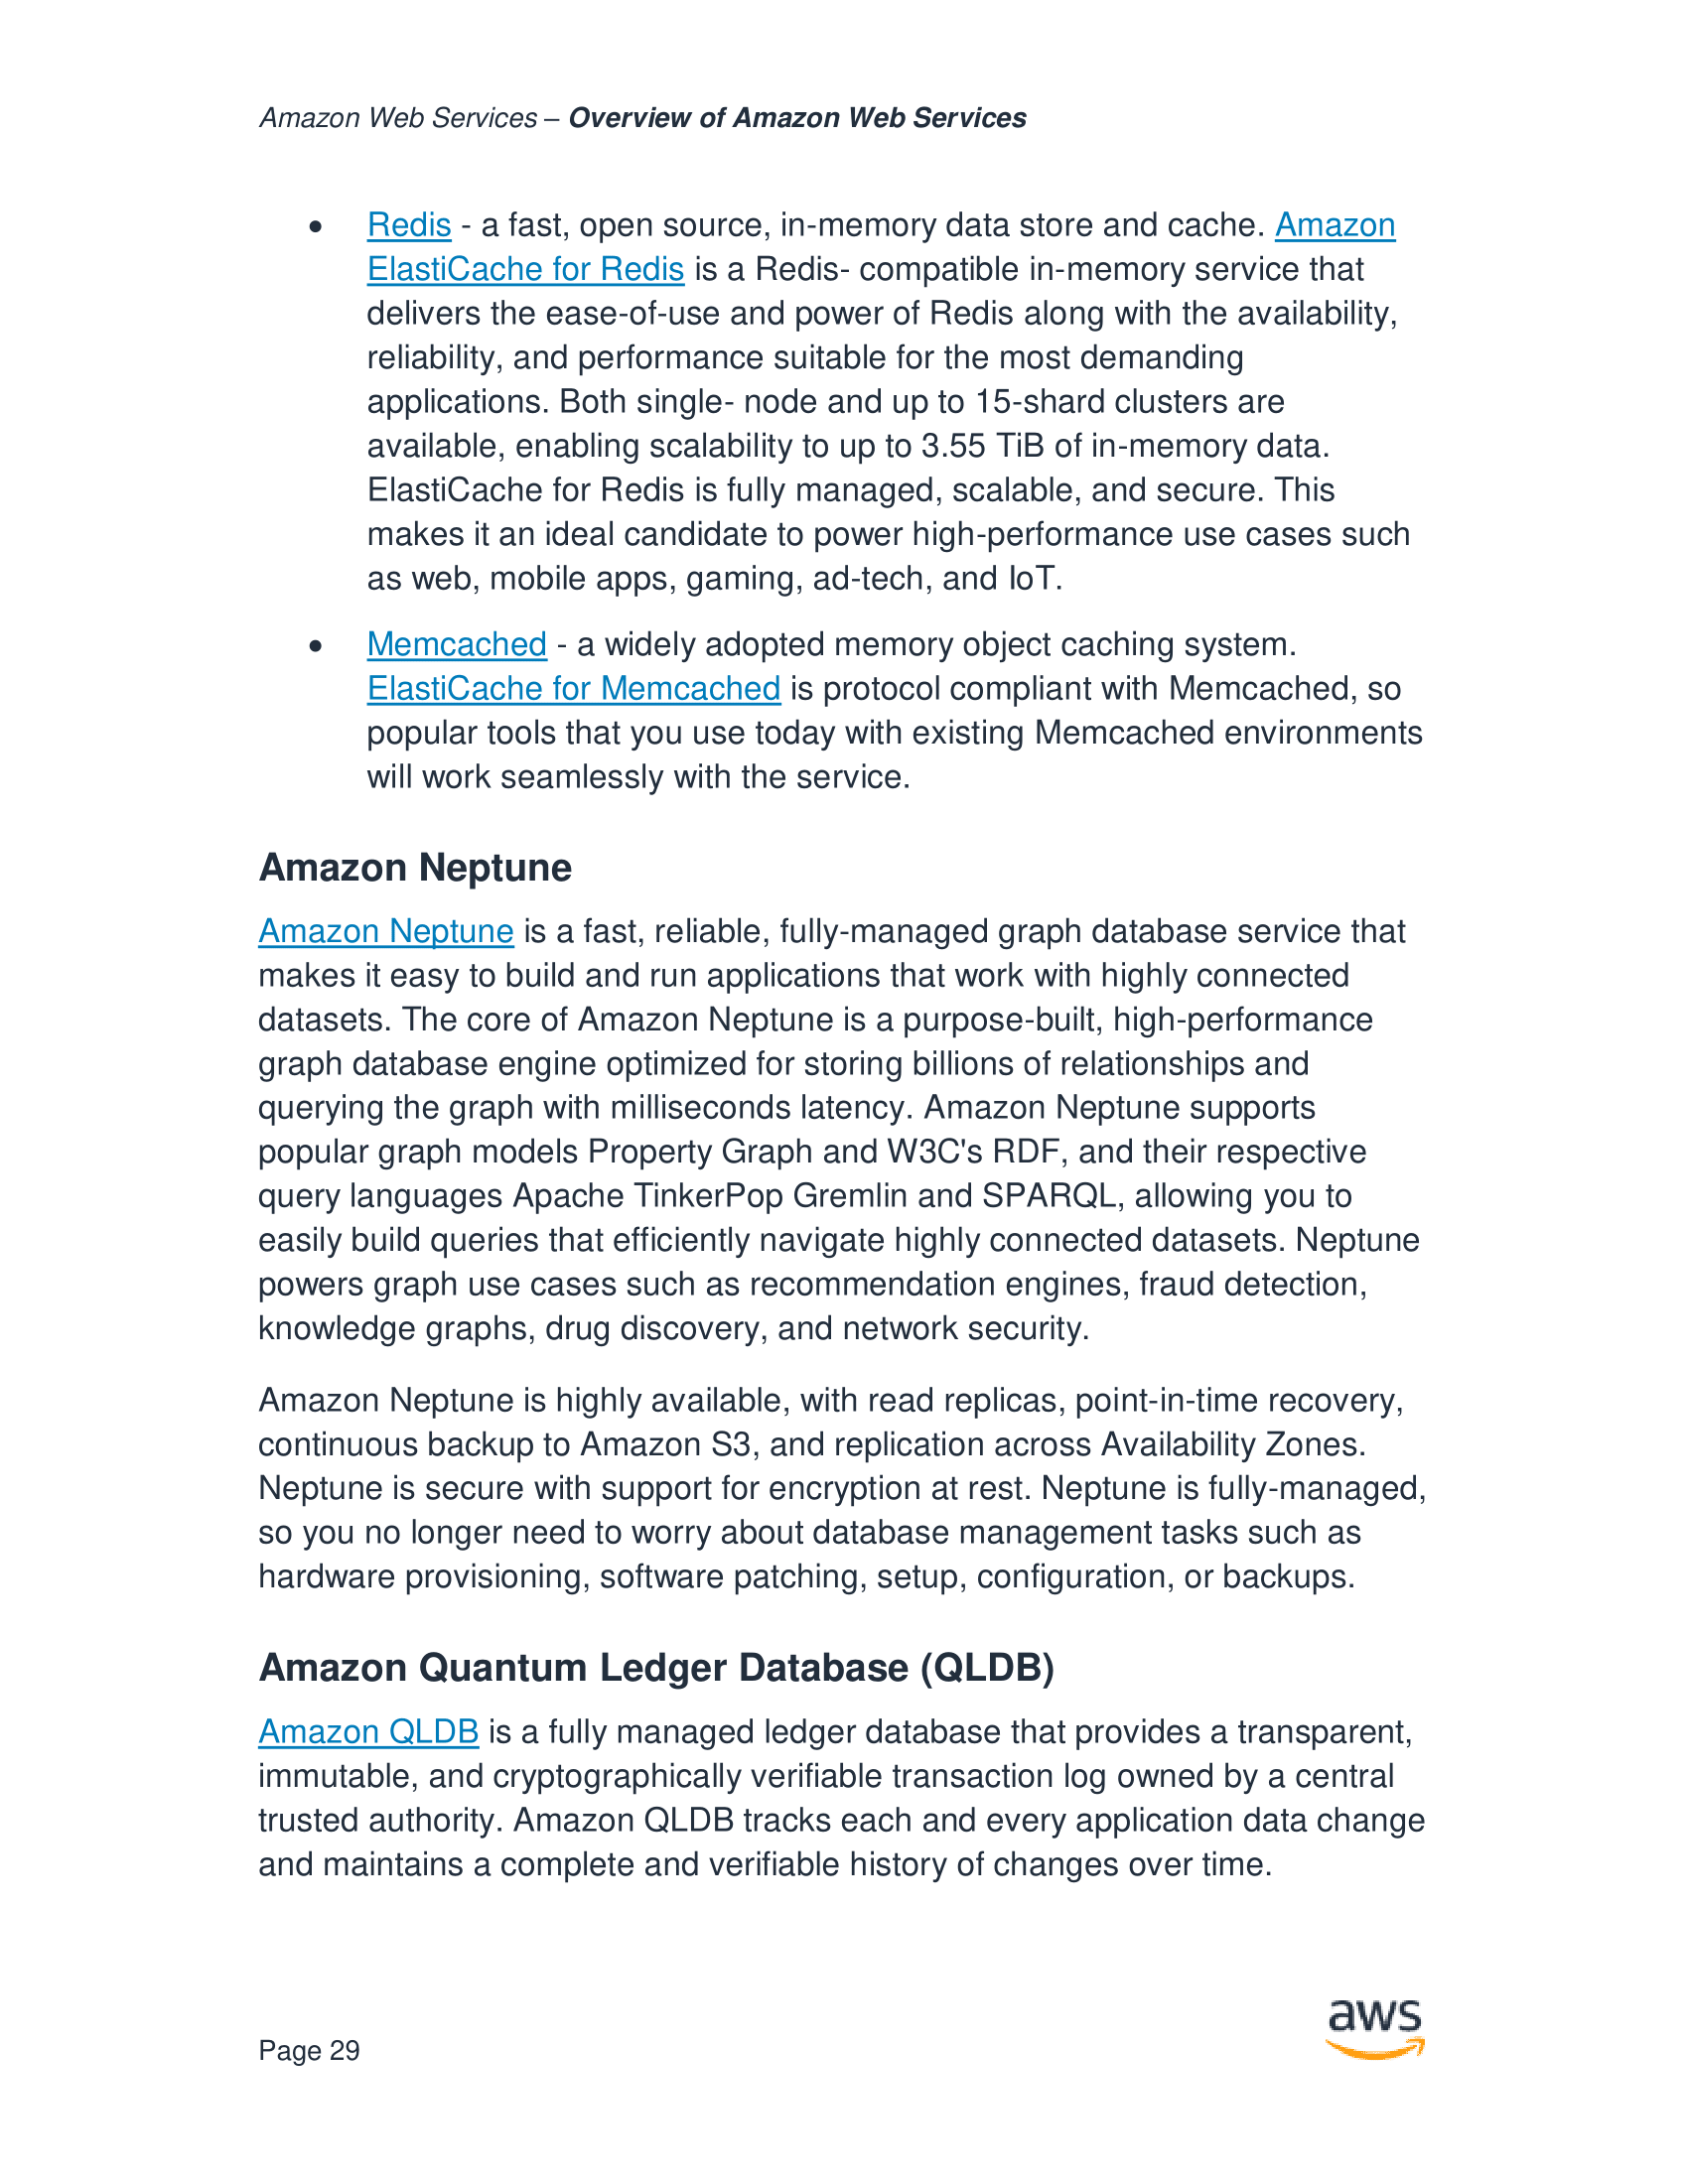 Amazon Web Services – Overview of Amazon Web Services
• Redis - a fast, open source, in-memory data store and cache. Amazon
ElastiCache for Redis is a Redis- compatible in-memory service that
delivers the ease-of-use and power of Redis along with the availability,
reliability, and performance suitable for the most demanding
applications. Both single- node and up to 15-shard clusters are
available, enabling scalability to up to 3.55 TiB of in-memory data.
ElastiCache for Redis is fully managed, scalable, and secure. This
makes it an ideal candidate to power high-performance use cases such
as web, mobile apps, gaming, ad-tech, and IoT.
• Memcached - a widely adopted memory object caching system.
ElastiCache for Memcached is protocol compliant with Memcached, so
popular tools that you use today with existing Memcached environments
will work seamlessly with the service.
Amazon Neptune
Amazon Neptune is a fast, reliable, fully-managed graph database service that
makes it easy to build and run applications that work with highly connected
datasets. The core of Amazon Neptune is a purpose-built, high-performance
graph database engine optimized for storing billions of relationships and
querying the graph with milliseconds latency. Amazon Neptune supports
popular graph models Property Graph and W3C's RDF, and their respective
query languages Apache TinkerPop Gremlin and SPARQL, allowing you to
easily build queries that efficiently navigate highly connected datasets. Neptune
powers graph use cases such as recommendation engines, fraud detection,
knowledge graphs, drug discovery, and network security.
Amazon Neptune is highly available, with read replicas, point-in-time recovery,
continuous backup to Amazon S3, and replication across Availability Zones.
Neptune is secure with support for encryption at rest. Neptune is fully-managed,
so you no longer need to worry about database management tasks such as
hardware provisioning, software patching, setup, configuration, or backups.
Amazon Quantum Ledger Database (QLDB)
Amazon QLDB is a fully managed ledger database that provides a transparent,
immutable, and cryptographically verifiable transaction log owned by a central
trusted authority. Amazon QLDB tracks each and every application data change
and maintains a complete and verifiable history of changes over time.
aws
Page 29